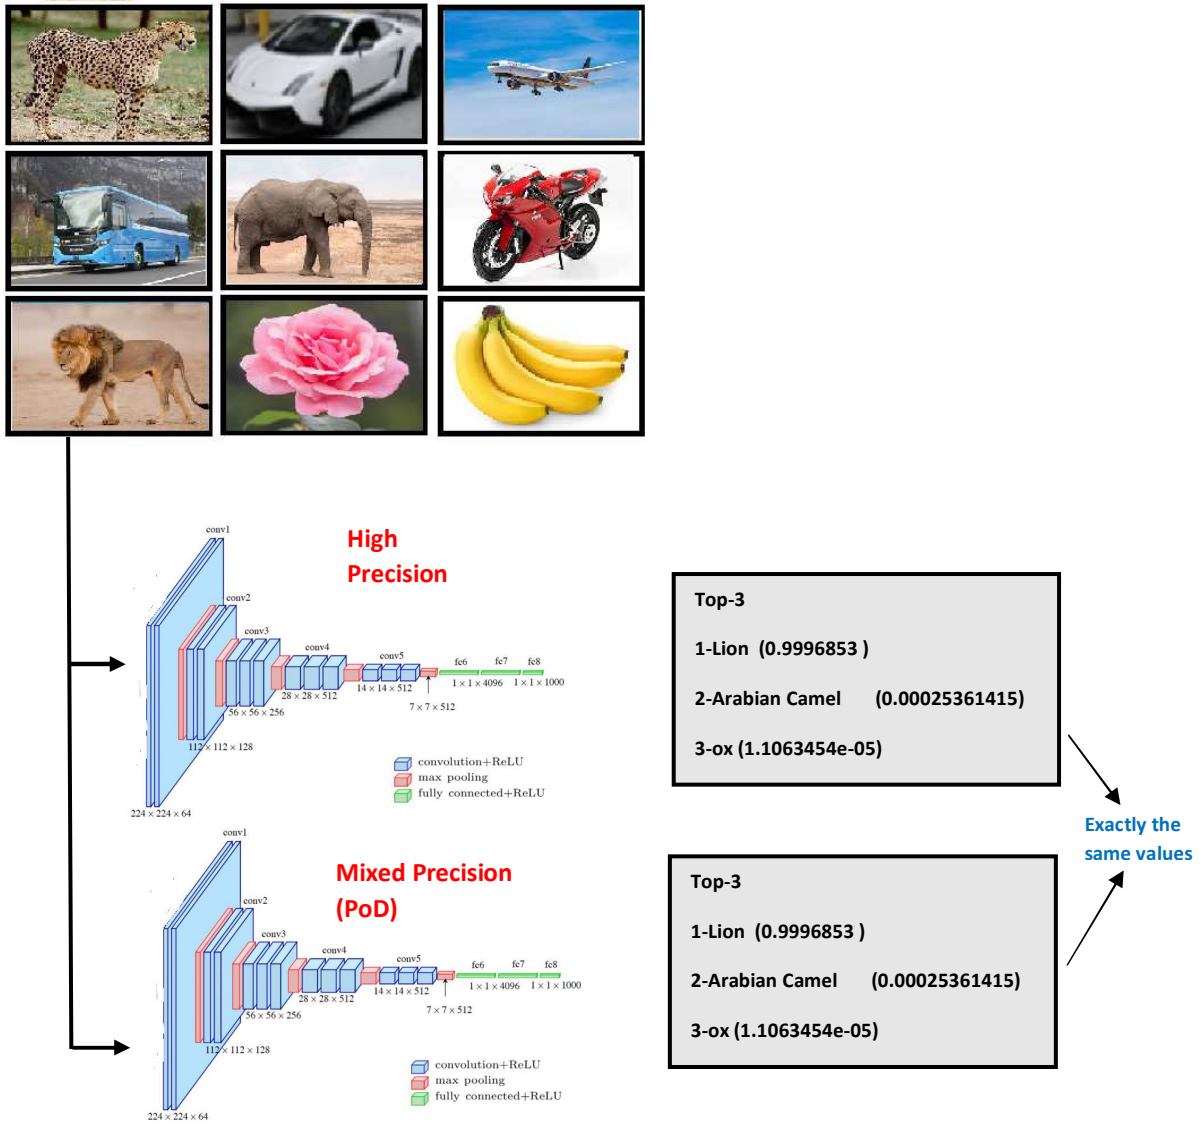 conv1
High
Precision
conv2
conv3
conv4
conv5
fc6 fc7 fc8
14 × 14 × 512
1 × 1 × 4096 1 × 1 × 1000
28 × 28 × 512
7 × 7 × 512
56 × 56 × 256
112 × 112 × 128
convolution+ReLU
max pooling
fully connected+ReLU
224 × 224 × 64
Top-3
1-Lion (0.9996853 )
2-Arabian Camel (0.00025361415)
3-ox (1.1063454e-05)
Exactly the
same values
conv1
Mixed Precision
(PoD)
conv2
conv3
conv4
conv5
fc6 fc7 fc8
14 × 14 × 512
1 × 1 × 4096 1 × 1 × 1000
28 × 28 × 512
7 × 7 × 512
56 × 56 × 256
112 × 112 × 128
convolution+ReLU
max pooling
fully connected+ReLU
224 × 224 × 64
Top-3
1-Lion (0.9996853 )
2-Arabian Camel (0.00025361415)
3-ox (1.1063454e-05)